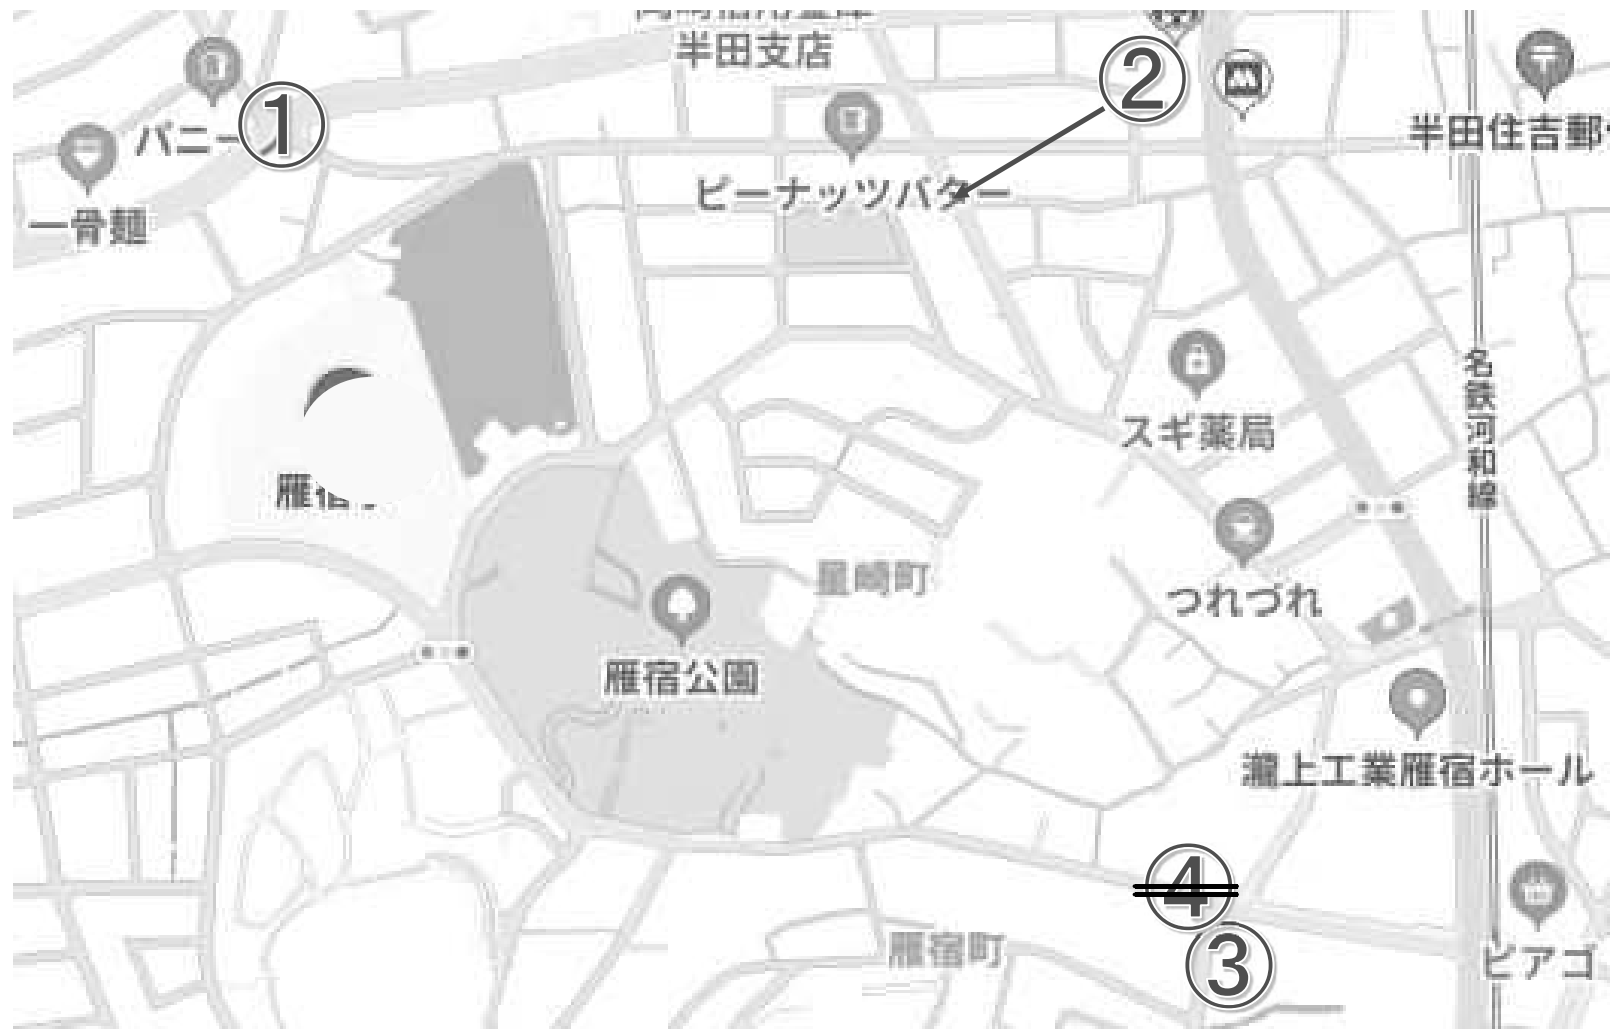 半田支店
②
①
バニー
半田住吉郵
ピーナッツバター
一骨麺
名鉄河和線
スギ薬局
雁宿
星崎町
つれづれ
雁宿公園
瀧上工業雁宿ホール
④
雁宿町
③
ピアゴ